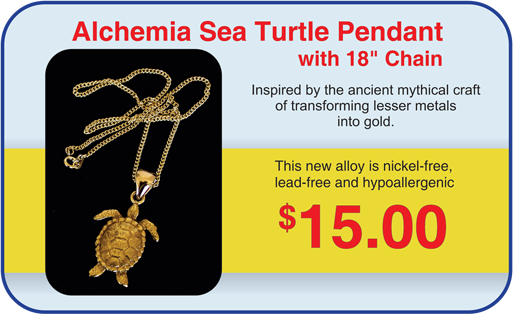 Alchemia Sea Turtle Pendant
with 18" Chain
Inspired by the ancient mythical craft
of transforming lesser metals
into gold.
This new alloy is nickel-free,
lead-free and hypoallergenic
$15.00